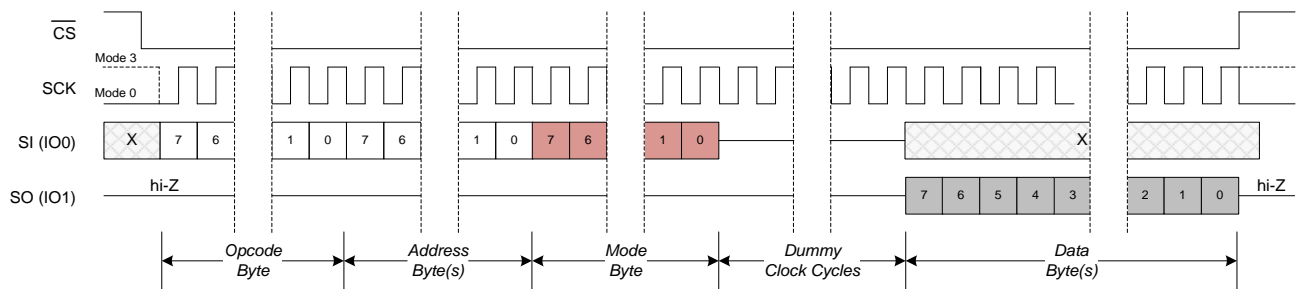 CS
Mode 3
SCK
Mode 0
SI (IO0) X 7 6 1 0 7 6 1 0 7 6 1 0 X
hi-Z
SO (IO1) 7 6 5 4 3 2 1 0 hi-Z
Opcode Byte
Address Byte(s)
Mode Byte
Dummy Clock Cycles
Data Byte(s)